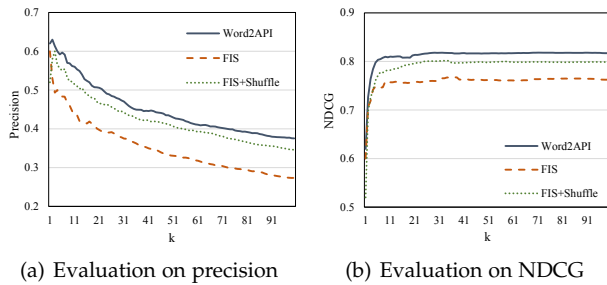 0.7
0.6
0.5
0.4
0.3
0.2
Precision
Word2API
FIS
FIS+Shuffle
1 11 21 31 41 51 61 71 81 91
k
(a) Evaluation on precision
0.9
0.8
0.7
0.6
0.5
NDCG
Word2API
FIS
FIS+Shuffle
1 11 21 31 41 51 61 71 81 91
k
(b) Evaluation on NDCG